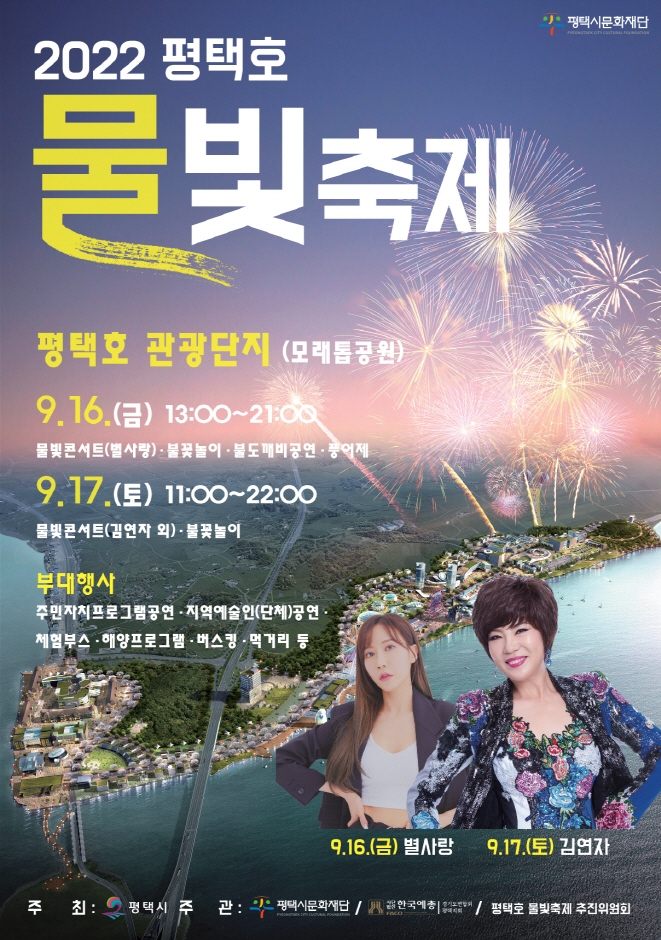 평택시문화재단
PYEONGTAEK CITY CULTURAL FOUNDATION
2022 평택호
물빛축제
평택호 관광단지 (모래톱공원)
9.16.(금) 13:00~21:00
물빛콘서트(별사랑)·불꽃놀이·불도깨비공연·풍어제
9.17.(토) 11:00~22:00
물빛콘서트(김연자 외)·불꽃놀이
부대행사
주민자치프로그램공연·지역예술인(단체)공연·
체험부스·해양프로그램·버스킹·먹거리 등
9.16.(금) 별사랑 9.17.(토) 김연자
주 최: 평택시 주 관: 평택시문화재단 / 한국예총 / 평택호 물빛축제 추진위원회